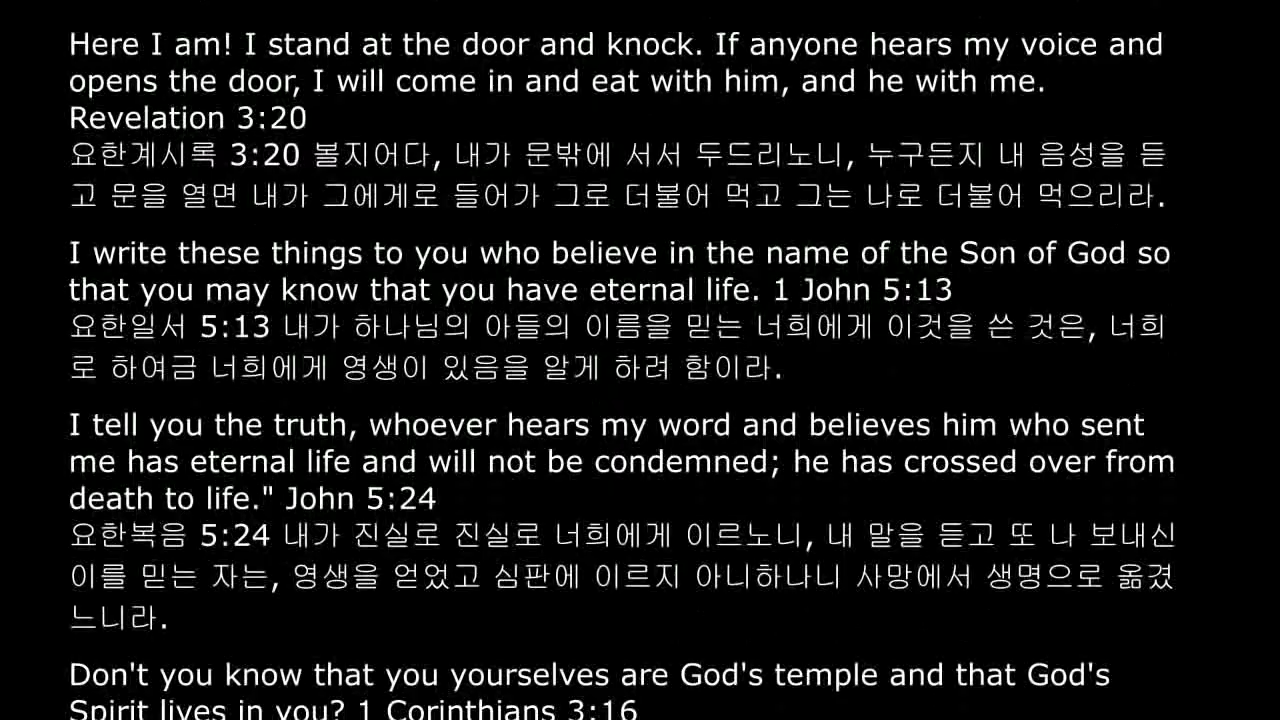 Here I am! I stand at the door and knock. If anyone hears my voice and
opens the door, I will come in and eat with him, and he with me.
Revelation 3:20
요한계시록 3:20 볼지어다, 내가 문밖에 서서 두드리노니, 누구든지 내 음성을 듣
고 문을 열면 내가 그에게로 들어가 그로 더불어 먹고 그는 나로 더불어 먹으리라.
I write these things to you who believe in the name of the Son of God so
that you may know that you have eternal life. 1 John 5:13
요한일서 5:13 내가 하나님의 아들의 이름을 믿는 너희에게 이것을 쓴 것은, 너희
로 하여금 너희에게 영생이 있음을 알게 하려 함이라.
I tell you the truth, whoever hears my word and believes him who sent
me has eternal life and will not be condemned; he has crossed over from
death to life." John 5:24
요한복음 5:24 내가 진실로 진실로 너희에게 이르노니, 내 말을 듣고 또 나 보내신
이를 믿는 자는, 영생을 얻었고 심판에 이르지 아니하나니 사망에서 생명으로 옮겼
느니라.
Don't you know that you yourselves are God's temple and that God's
Spirit lives in you? 1 Corinthians 3:16